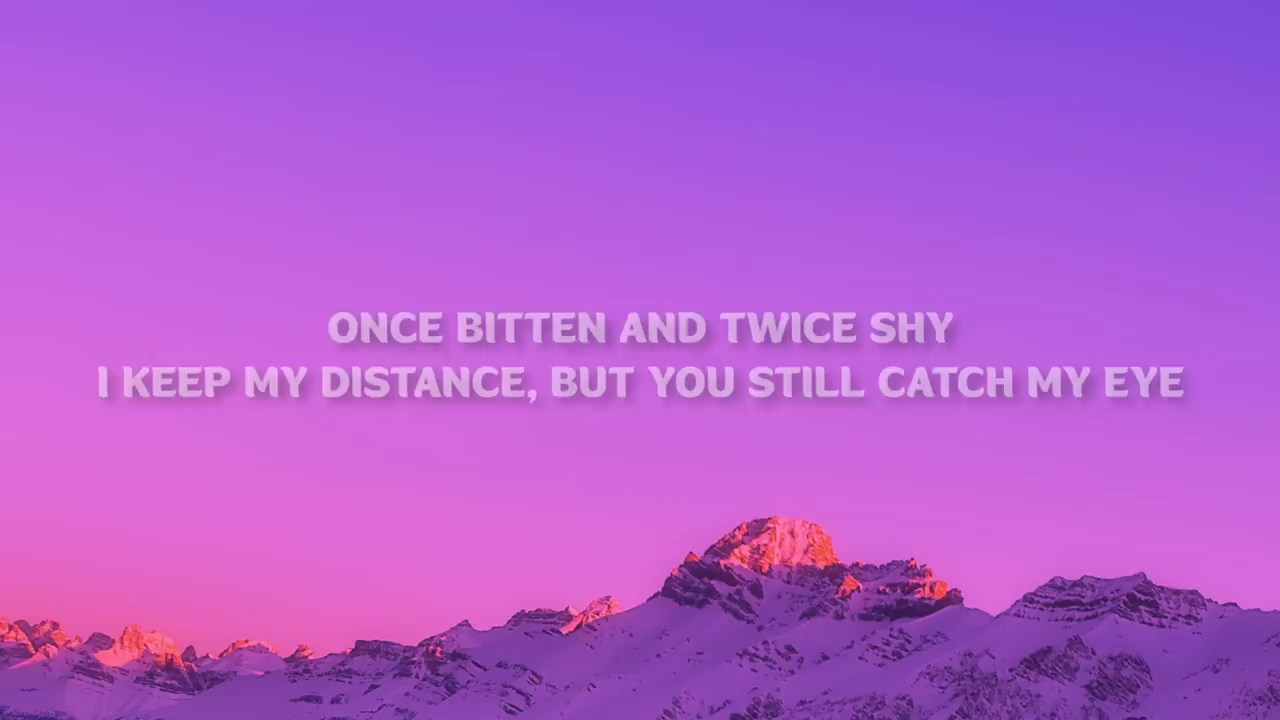 ONCE BITTEN AND TWICE SHY
I KEEP MY DISTANCE, BUT YOU STILL CATCH MY EYE